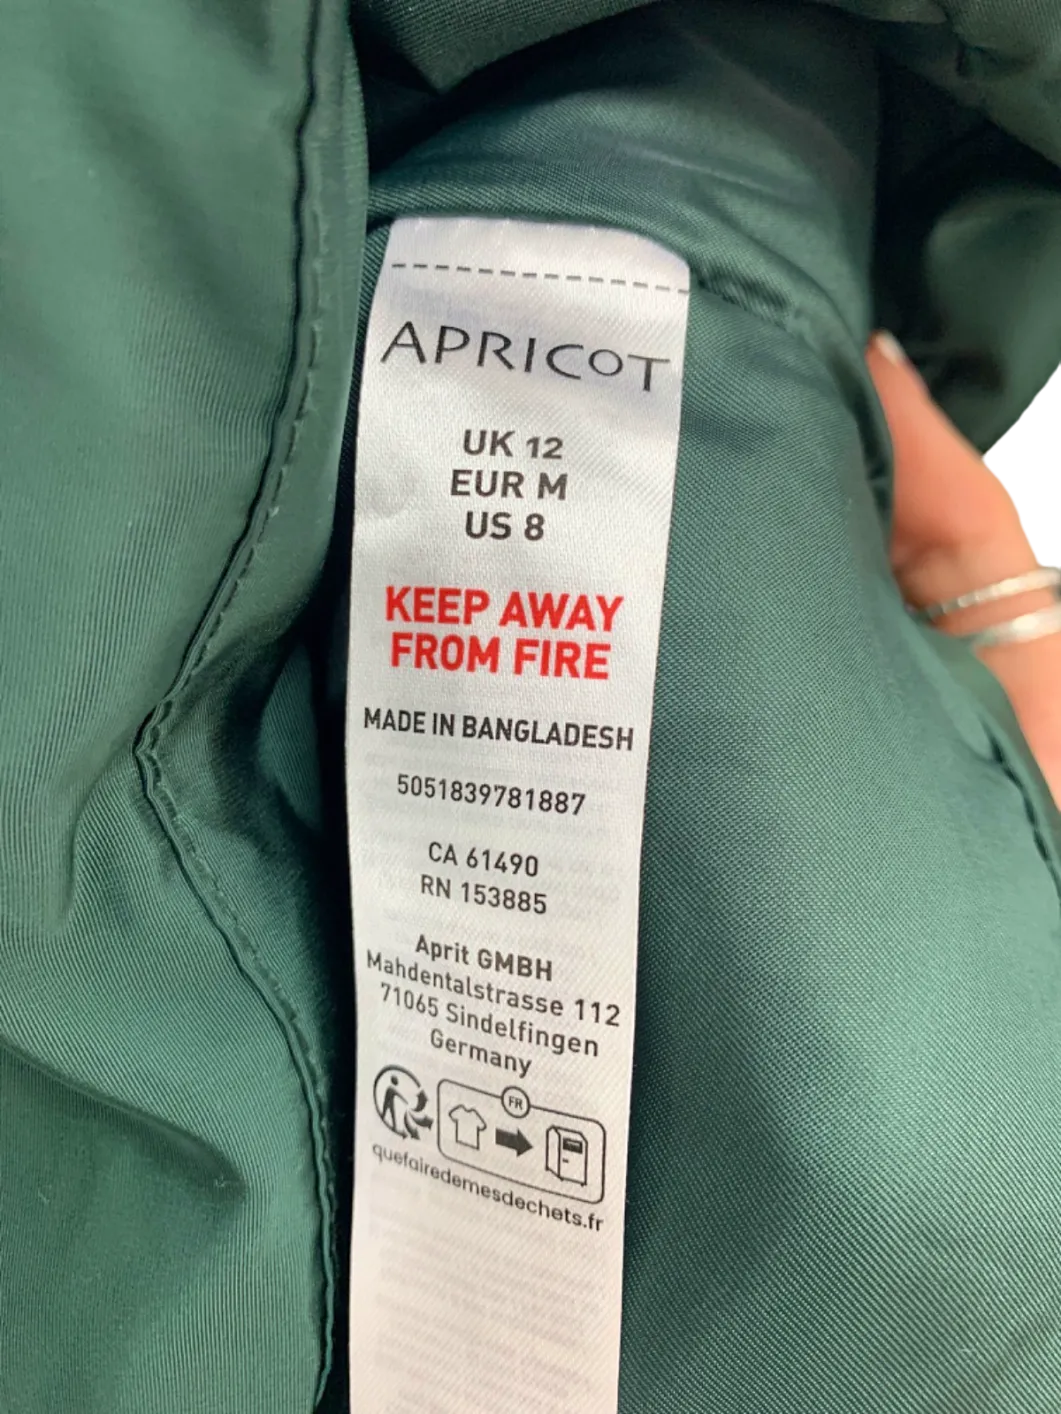 APRICOT
UK 12
EUR M
US 8
KEEP AWAY
FROM FIRE
MADE IN BANGLADESH
5051839781887
CA 61490
RN 153885
Aprit GMBH
Mahdentalstrasse 112
71065 Sindelfingen
Germany
FR
quefairedemesdechets.fr